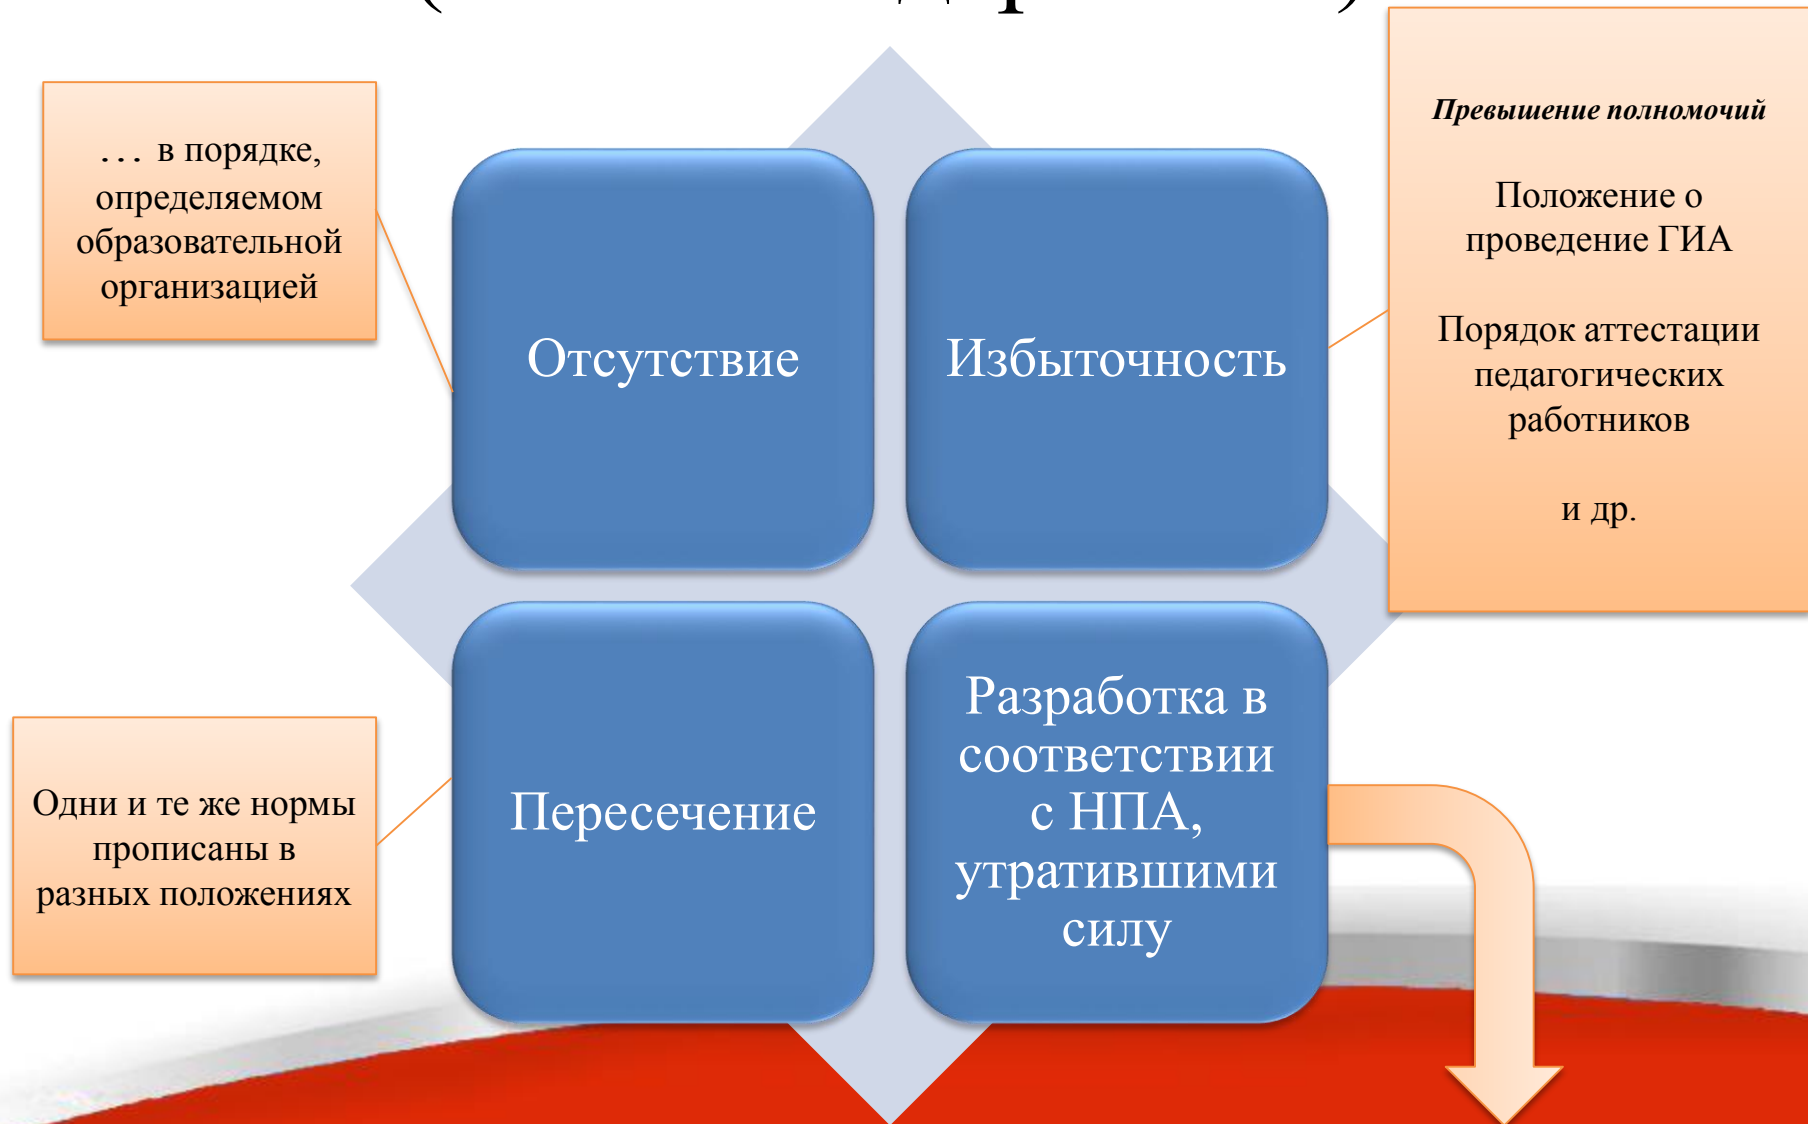 … в порядке,
определяемом
образовательной
организацией
Отсутствие
Избыточность
Превышение полномочий
Положение о
проведение ГИА
Порядок аттестации
педагогических
работников
и др.
Одни и те же нормы
прописаны в
разных положениях
Пересечение
Разработка в
соответствии
с НПА,
утратившими
силу